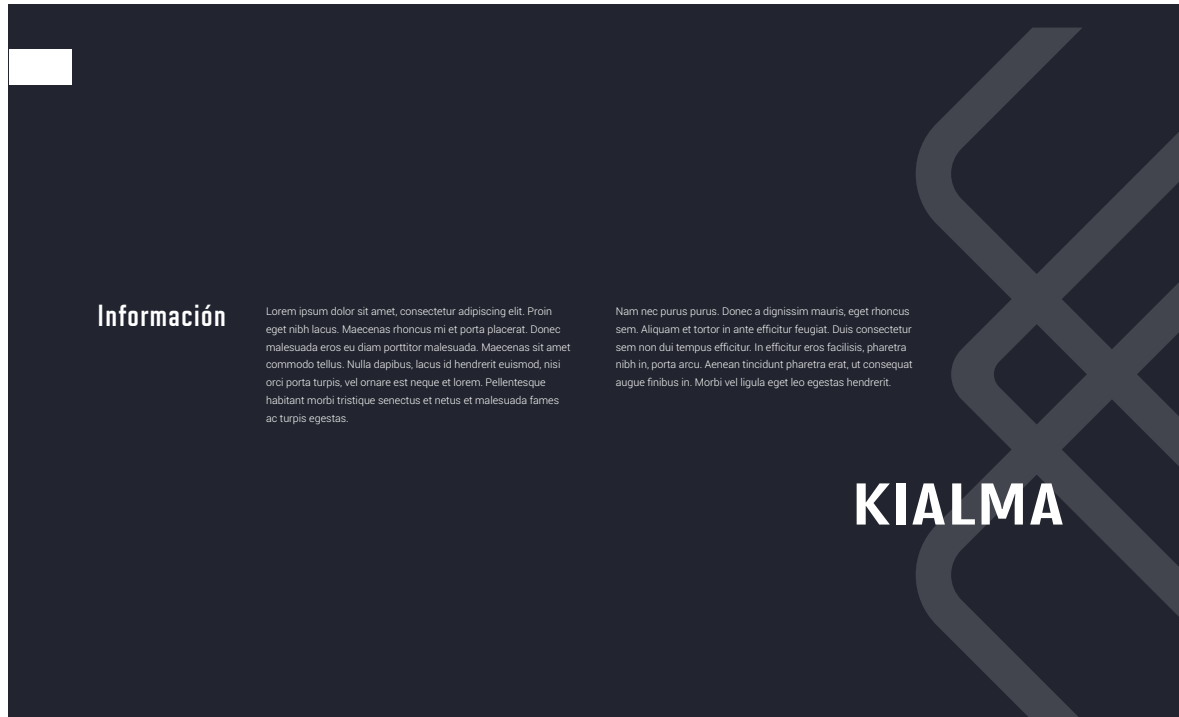 Información
Lorem ipsum dolor sit amet, consectetur adipiscing elit. Proin
eget nibh lacus. Maecenas rhoncus mi et porta placerat. Donec
malesuada eros eu diam porttitor malesuada. Maecenas sit amet
commodo tellus. Nulla dapibus, lacus id hendrerit euismod, nisi
orci porta turpis, vel ornare est neque et lorem. Pellentesque
habitant morbi tristique senectus et netus et malesuada fames
ac turpis egestas.
Nam nec purus purus. Donec a dignissim mauris, eget rhoncus
sem. Aliquam et tortor in ante efficitur feugiat. Duis consectetur
sem non dui tempus efficitur. In efficitur eros facilisis, pharetra
nibh in, porta arcu. Aenean tincidunt pharetra erat, ut consequat
augue finibus in. Morbi vel ligula eget leo egestas hendrerit.
KIALMA